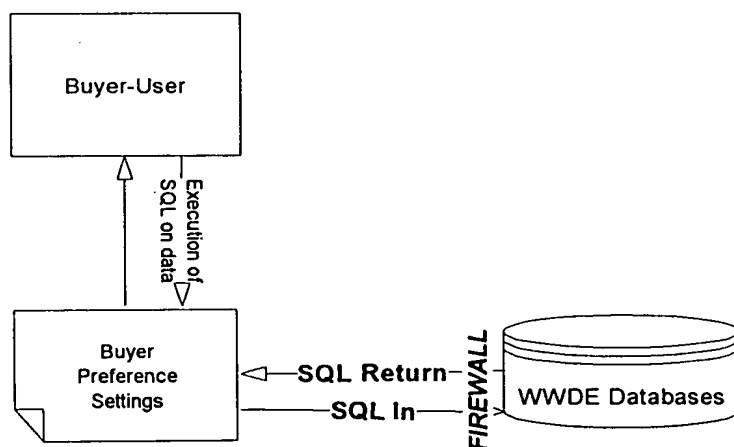 Buyer-User
Execution of
SQL on data
Buyer
Preference
Settings
SQL Return
SQL In
FIREWALL
WWDE Databases